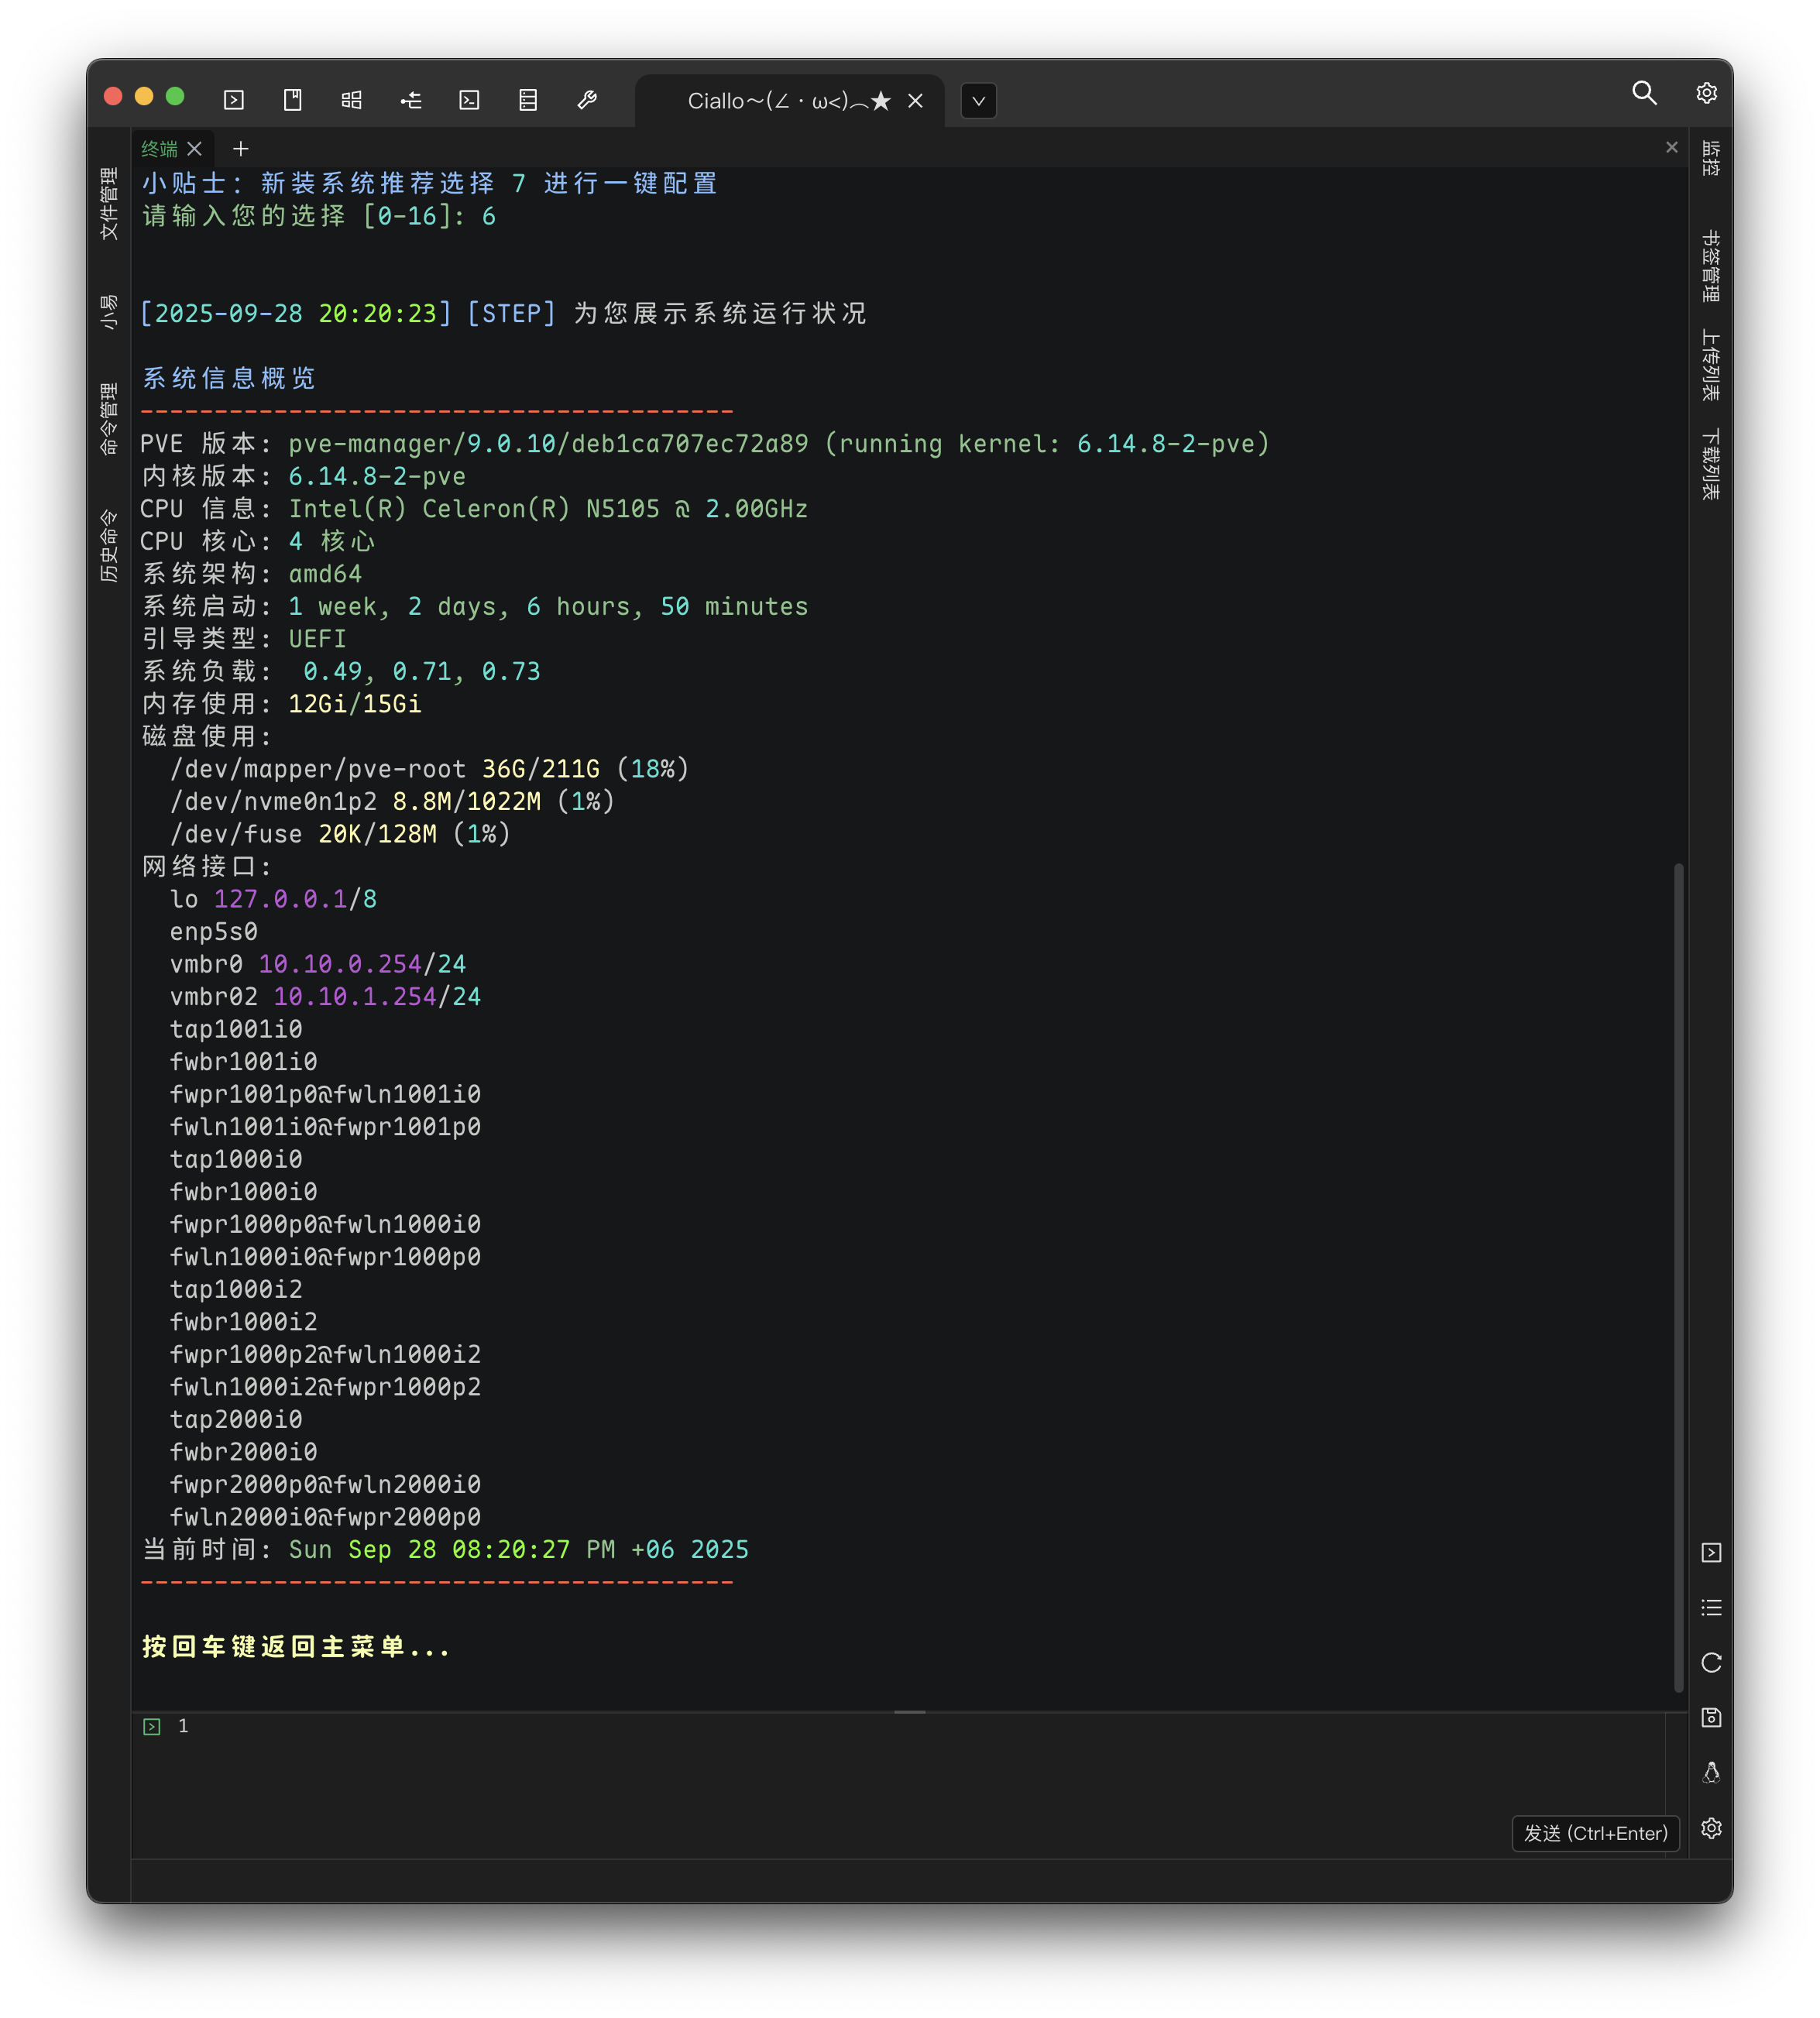 Ciallo～(∠・ω<)⌒★
终端
小贴士：新装系统推荐选择 7 进行一键配置
请输入您的选择 [0-16]: 6
[2025-09-28 20:20:23] [STEP] 为您展示系统运行状况
系统信息概览
----------------------------------------
PVE 版本: pve-manager/9.0.10/deb1ca707ec72a89 (running kernel: 6.14.8-2-pve)
内核版本: 6.14.8-2-pve
CPU 信息: Intel(R) Celeron(R) N5105 @ 2.00GHz
CPU 核心: 4 核心
系统架构: amd64
系统启动: 1 week, 2 days, 6 hours, 50 minutes
引导类型: UEFI
系统负载:  0.49, 0.71, 0.73
内存使用: 12Gi/15Gi
磁盘使用:
/dev/mapper/pve-root 36G/211G (18%)
/dev/nvme0n1p2 8.8M/1022M (1%)
/dev/fuse 20K/128M (1%)
网络接口:
lo 127.0.0.1/8
enp5s0
vmbr0 10.10.0.254/24
vmbr02 10.10.1.254/24
tap1001i0
fwbr1001i0
fwpr1001p0@fwln1001i0
fwln1001i0@fwpr1001p0
tap1000i0
fwbr1000i0
fwpr1000p0@fwln1000i0
fwln1000i0@fwpr1000p0
tap1000i2
fwbr1000i2
fwpr1000p2@fwln1000i2
fwln1000i2@fwpr1000p2
tap2000i0
fwbr2000i0
fwpr2000p0@fwln2000i0
fwln2000i0@fwpr2000p0
当前时间: Sun Sep 28 08:20:27 PM +06 2025
----------------------------------------
按回车键返回主菜单...
1
发送 (Ctrl+Enter)
文件管理
小易
命令管理
历史命令
监控
书签管理
上传列表
下载列表